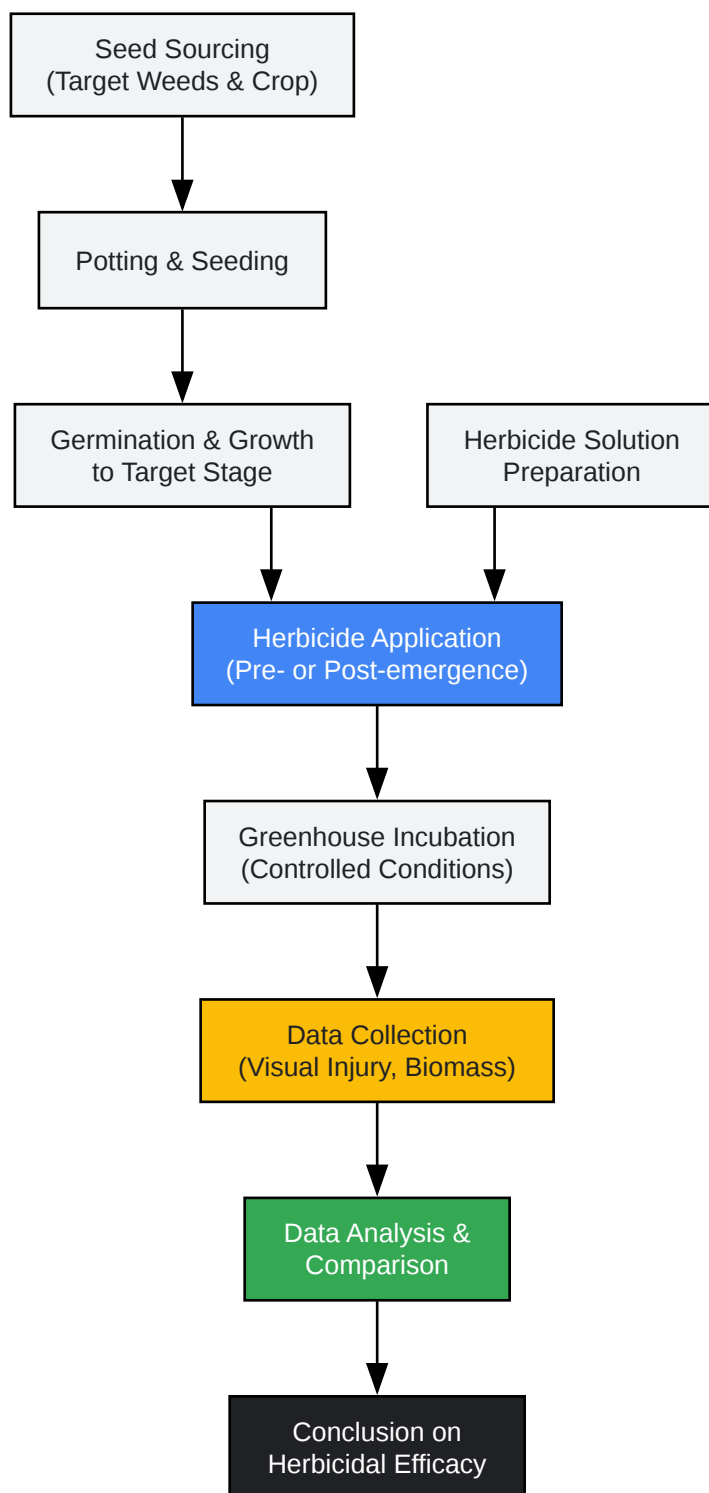 Seed Sourcing
(Target Weeds & Crop)
Potting & Seeding
Germination & Growth
to Target Stage
Herbicide Solution
Preparation
Herbicide Application
(Pre- or Post-emergence)
Greenhouse Incubation
(Controlled Conditions)
Data Collection
(Visual Injury, Biomass)
Data Analysis &
Comparison
Conclusion on
Herbicidal Efficacy